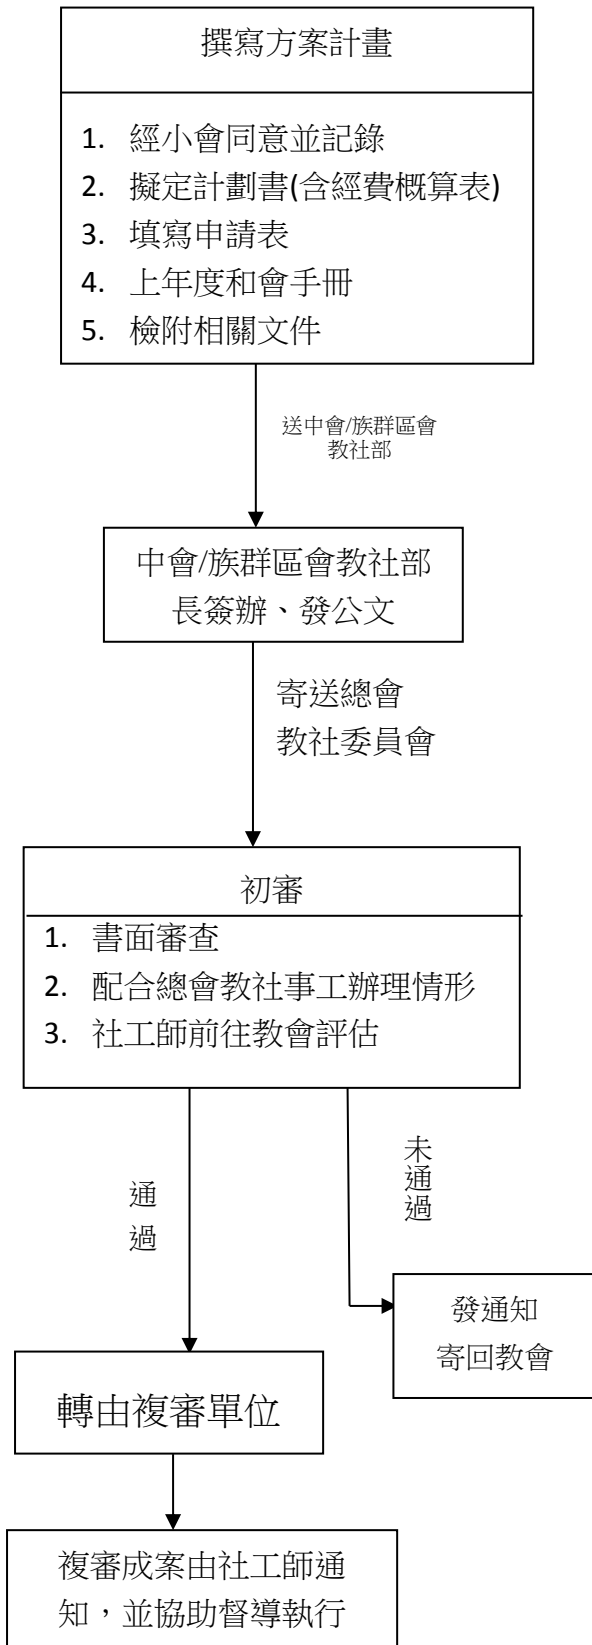 撰寫方案計畫
1. 經小會同意並記錄
2. 擬定計劃書(含經費概算表)
3. 填寫申請表
4. 上年度和會手冊
5. 檢附相關文件
送中會/族群區會
教社部
中會/族群區會教社部
長簽辦、發公文
寄送總會
教社委員會
初審
1. 書面審查
2. 配合總會教社事工辦理情形
3. 社工師前往教會評估
通過
未通過
發通知
寄回教會
轉由複審單位
複審成案由社工師通
知，並協助督導執行